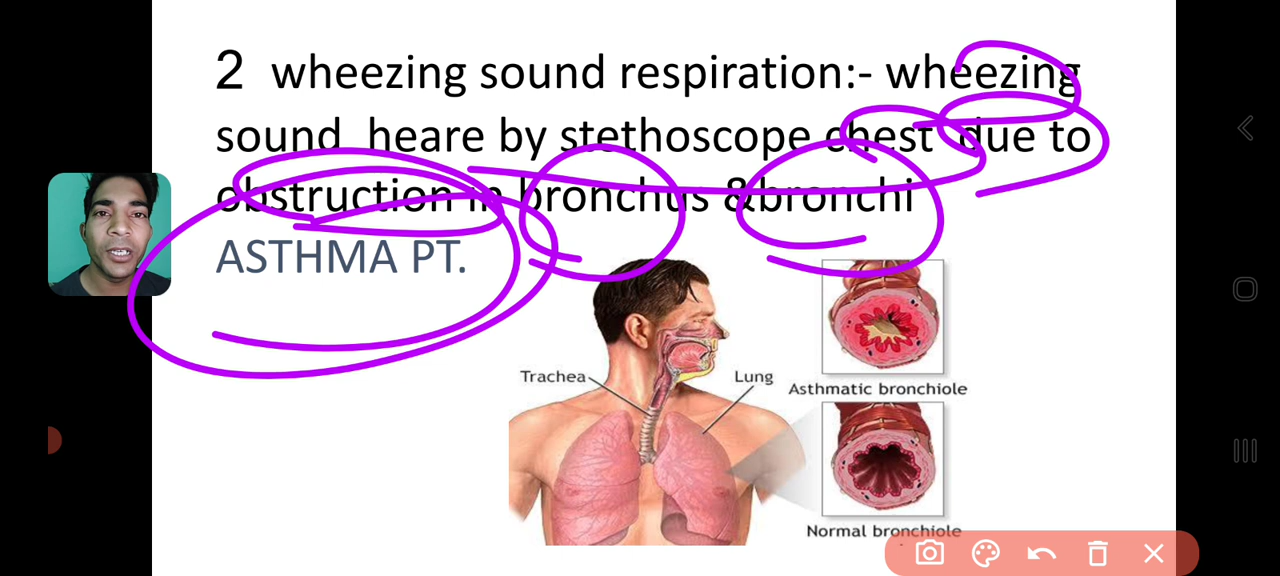 2 wheezing sound respiration:- wheezing
sound heare by stethoscope chest due to
obstruction in bronchus &bronchi
ASTHMA PT.
Trachea
Lung
Asthmatic bronchiole
Normal bronchiole